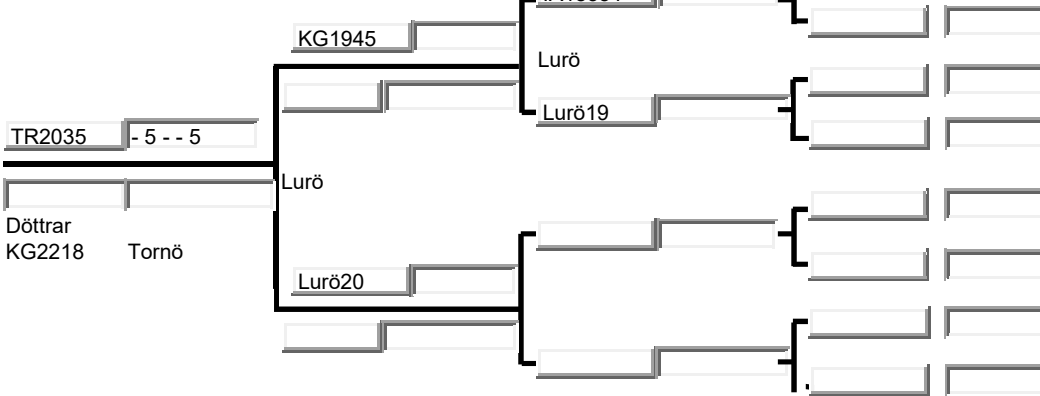 KG1945
Lurö
Lurö19
TR2035 - 5 - - 5
Lurö
Döttrar
KG2218 Tornö
Lurö20